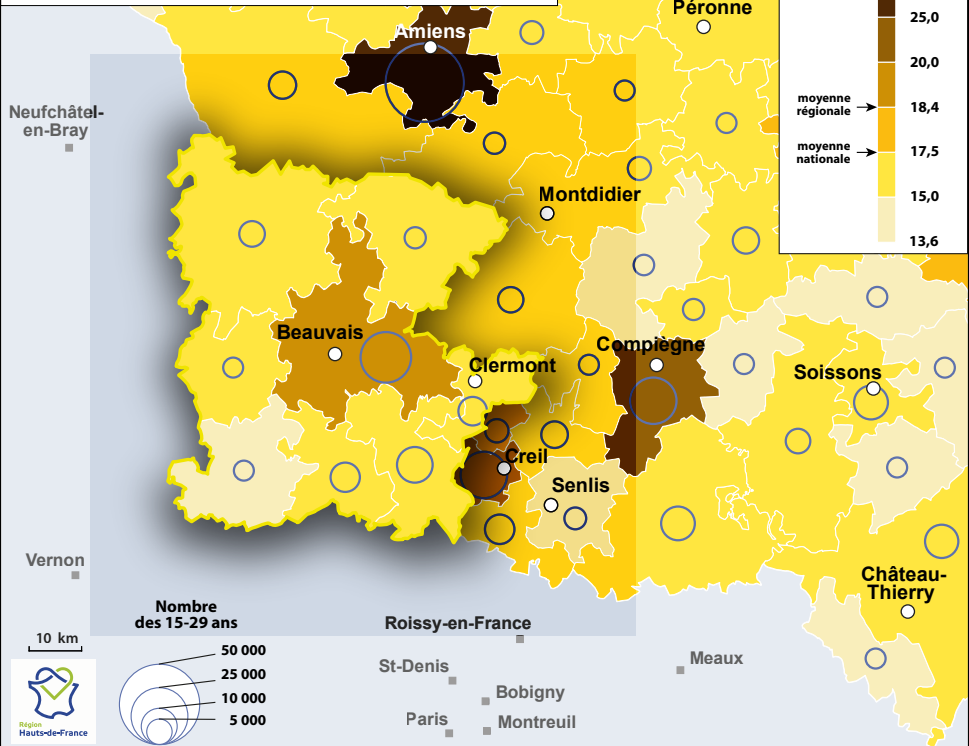 Péronne
Amiens
25,0
20,0
moyenne
régionale
18,4
moyenne
nationale
17,5
15,0
13,6
Neufchâtel-
en-Bray
Montdidier
Beauvais
Clermont
Compiègne
Soissons
Creil
Senlis
Vernon
Château-
Thierry
Nombre
des 15-29 ans
50 000
25 000
10 000
5 000
10 km
Région
Hauts-de-France
Roissy-en-France
St-Denis
Meaux
Bobigny
Paris
Montreuil